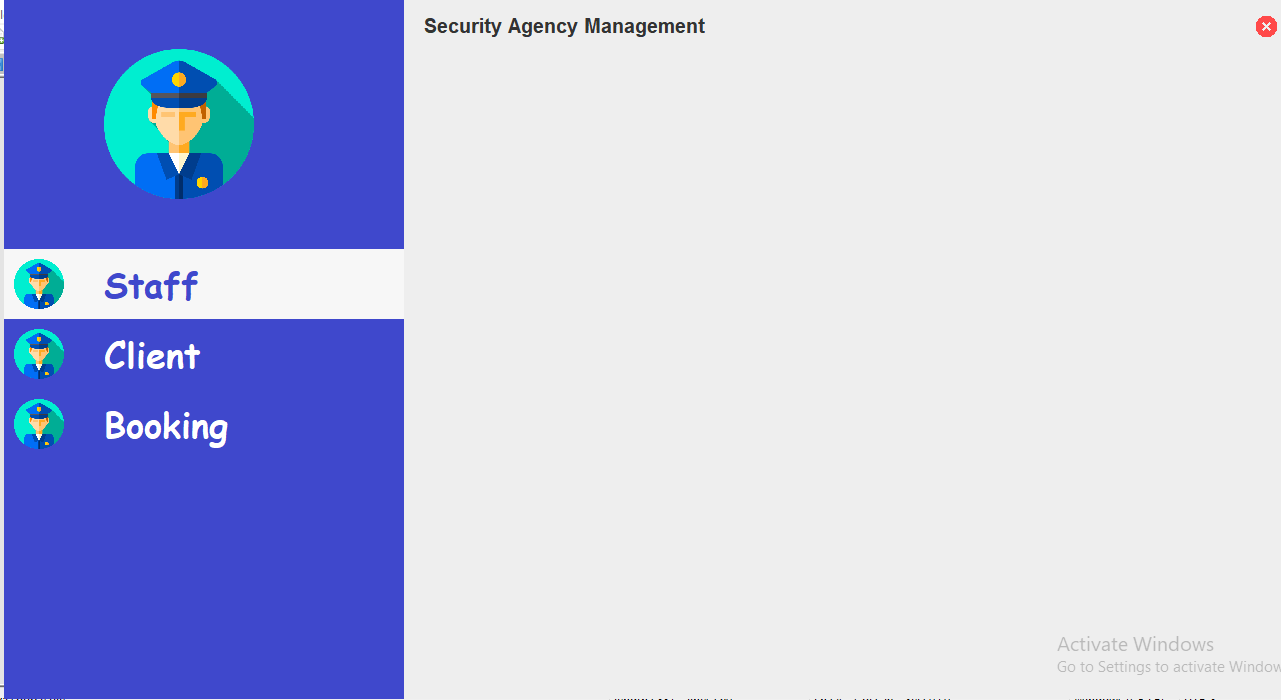 Security Agency Management
Staff
Client
Booking
Activate Windows
Go to Settings to activate Window